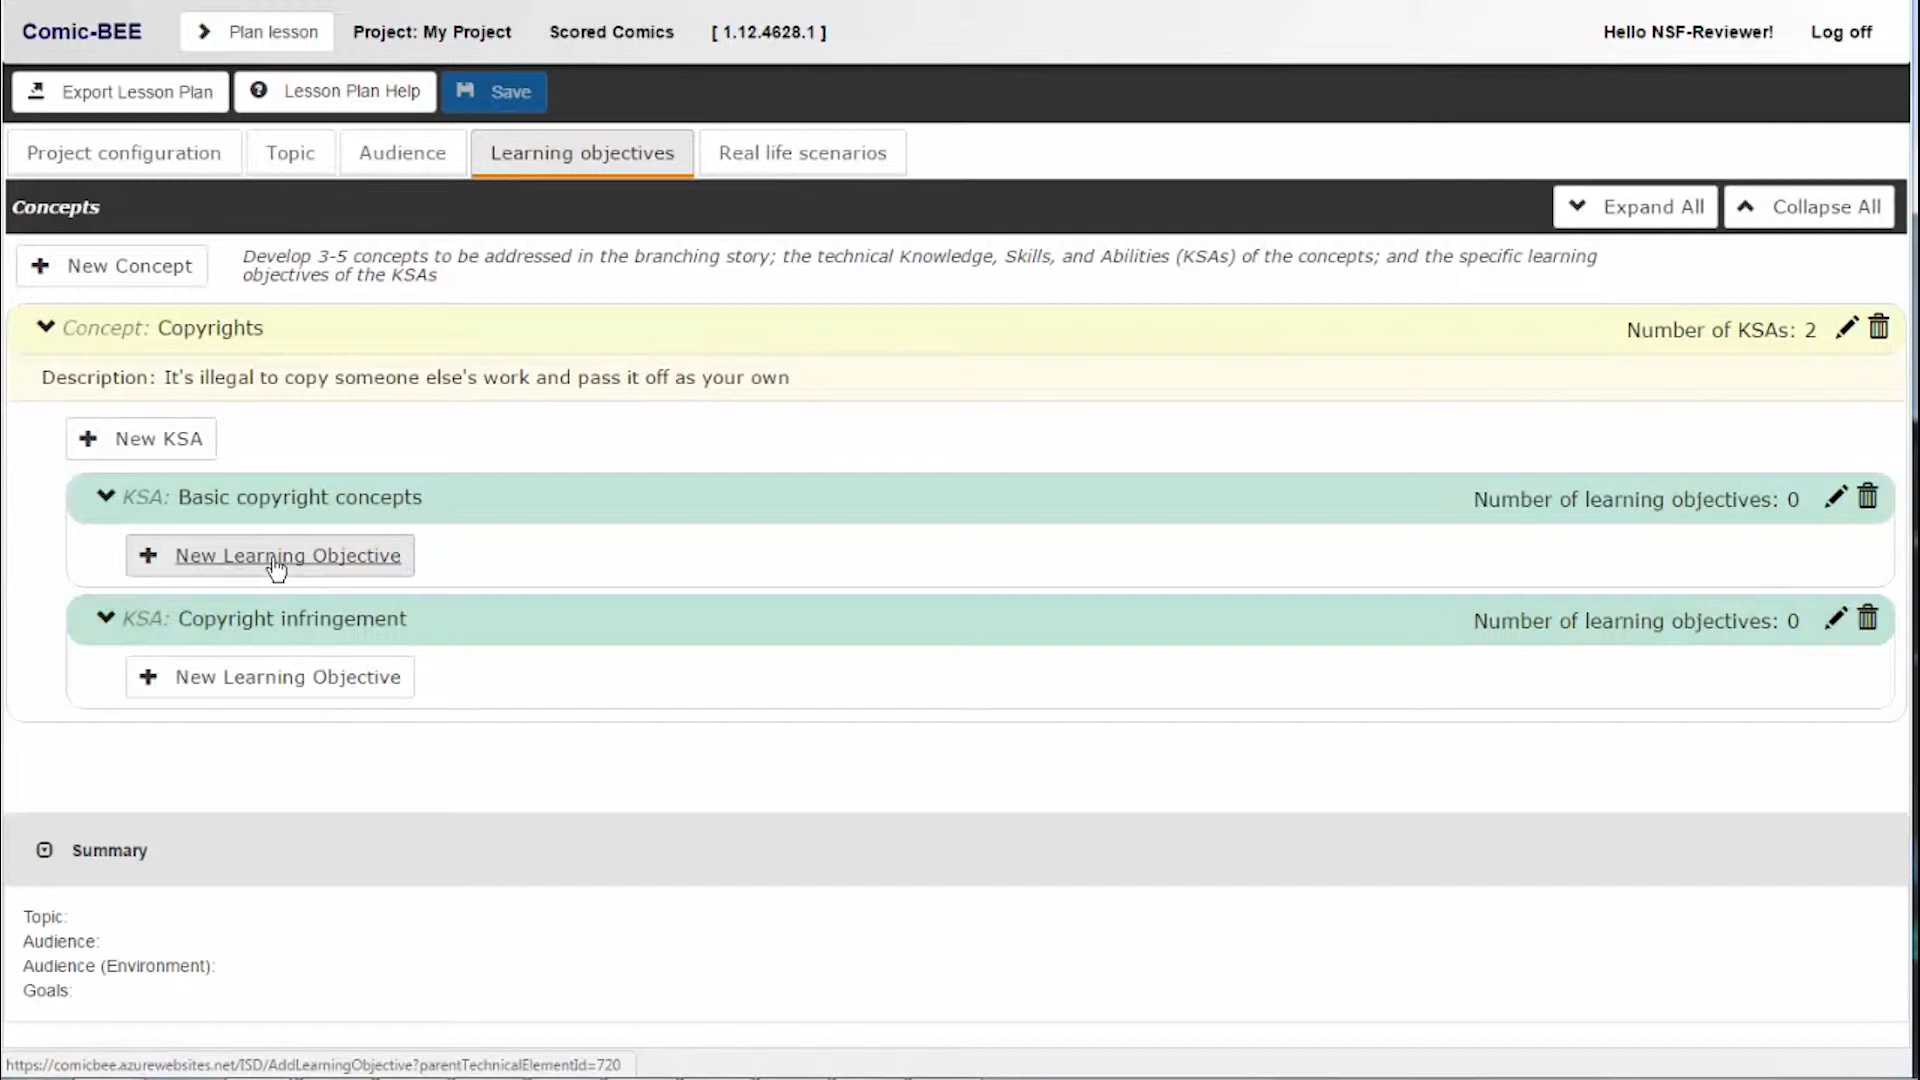 Comic-BEE Plan lesson Project: My Project Scored Comics [ 1.12.4628.1 ] Hello NSF-Reviewer! Log off
Export Lesson Plan Lesson Plan Help Save
Project configuration Topic Audience Learning objectives Real life scenarios
Concepts Expand All Collapse All
New Concept Develop 3-5 concepts to be addressed in the branching story; the technical Knowledge, Skills, and Abilities (KSAs) of the concepts; and the specific learning
objectives of the KSAs
Concept: Copyrights Number of KSAs: 2
Description: It's illegal to copy someone else's work and pass it off as your own
New KSA
KSA: Basic copyright concepts Number of learning objectives: 0
New Learning Objective
KSA: Copyright infringement Number of learning objectives: 0
New Learning Objective
Summary
Topic:
Audience:
Audience (Environment):
Goals:
https://comicbee.azurewebsites.net/ISD/AddLearningObjective?parentTechnicalElementId=720